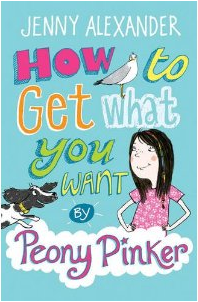 JENNY ALEXANDER
HOW to
Get what
you
WANT
BY
Peony Pinker